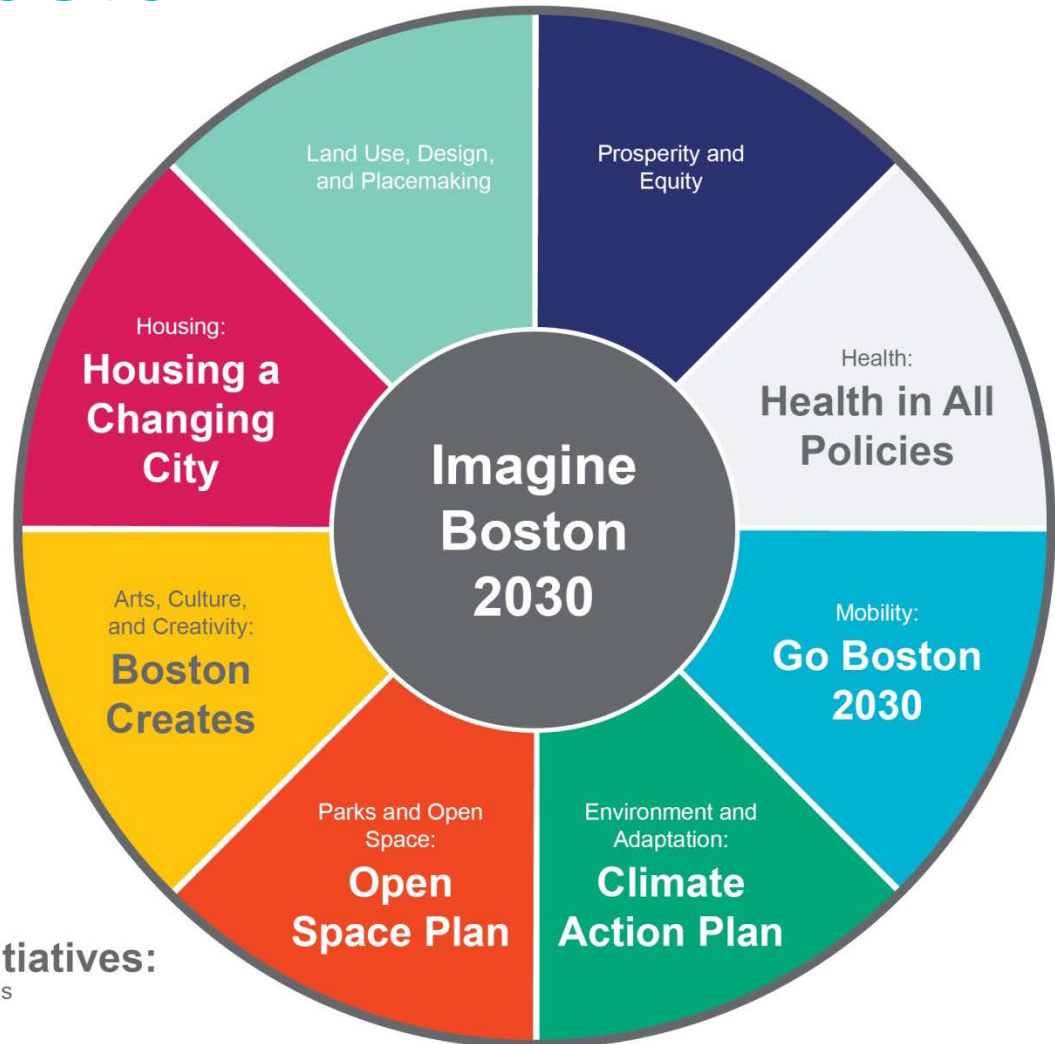 Land Use, Design,
and Placemaking
Prosperity and
Equity
Housing:
Housing a
Changing
City
Health:
Health in All
Policies
Imagine
Boston
2030
Arts, Culture,
and Creativity:
Boston
Creates
Mobility:
Go Boston
2030
Parks and Open
Space:
Open
Space Plan
Environment and
Adaptation:
Climate
Action Plan
tiatives:
s